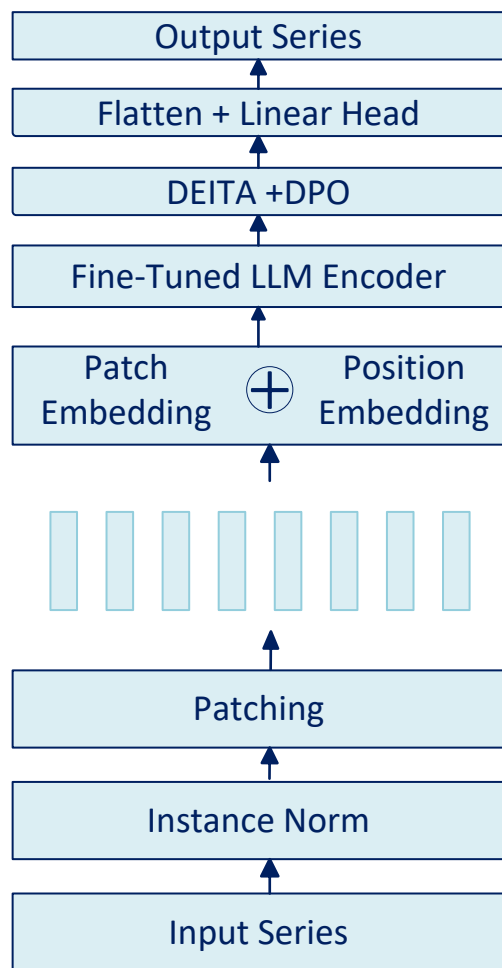 Output Series
Flatten + Linear Head
DEITA +DPO
Fine-Tuned LLM Encoder
Patch
Embedding
Position
Embedding
Patching
Instance Norm
Input Series